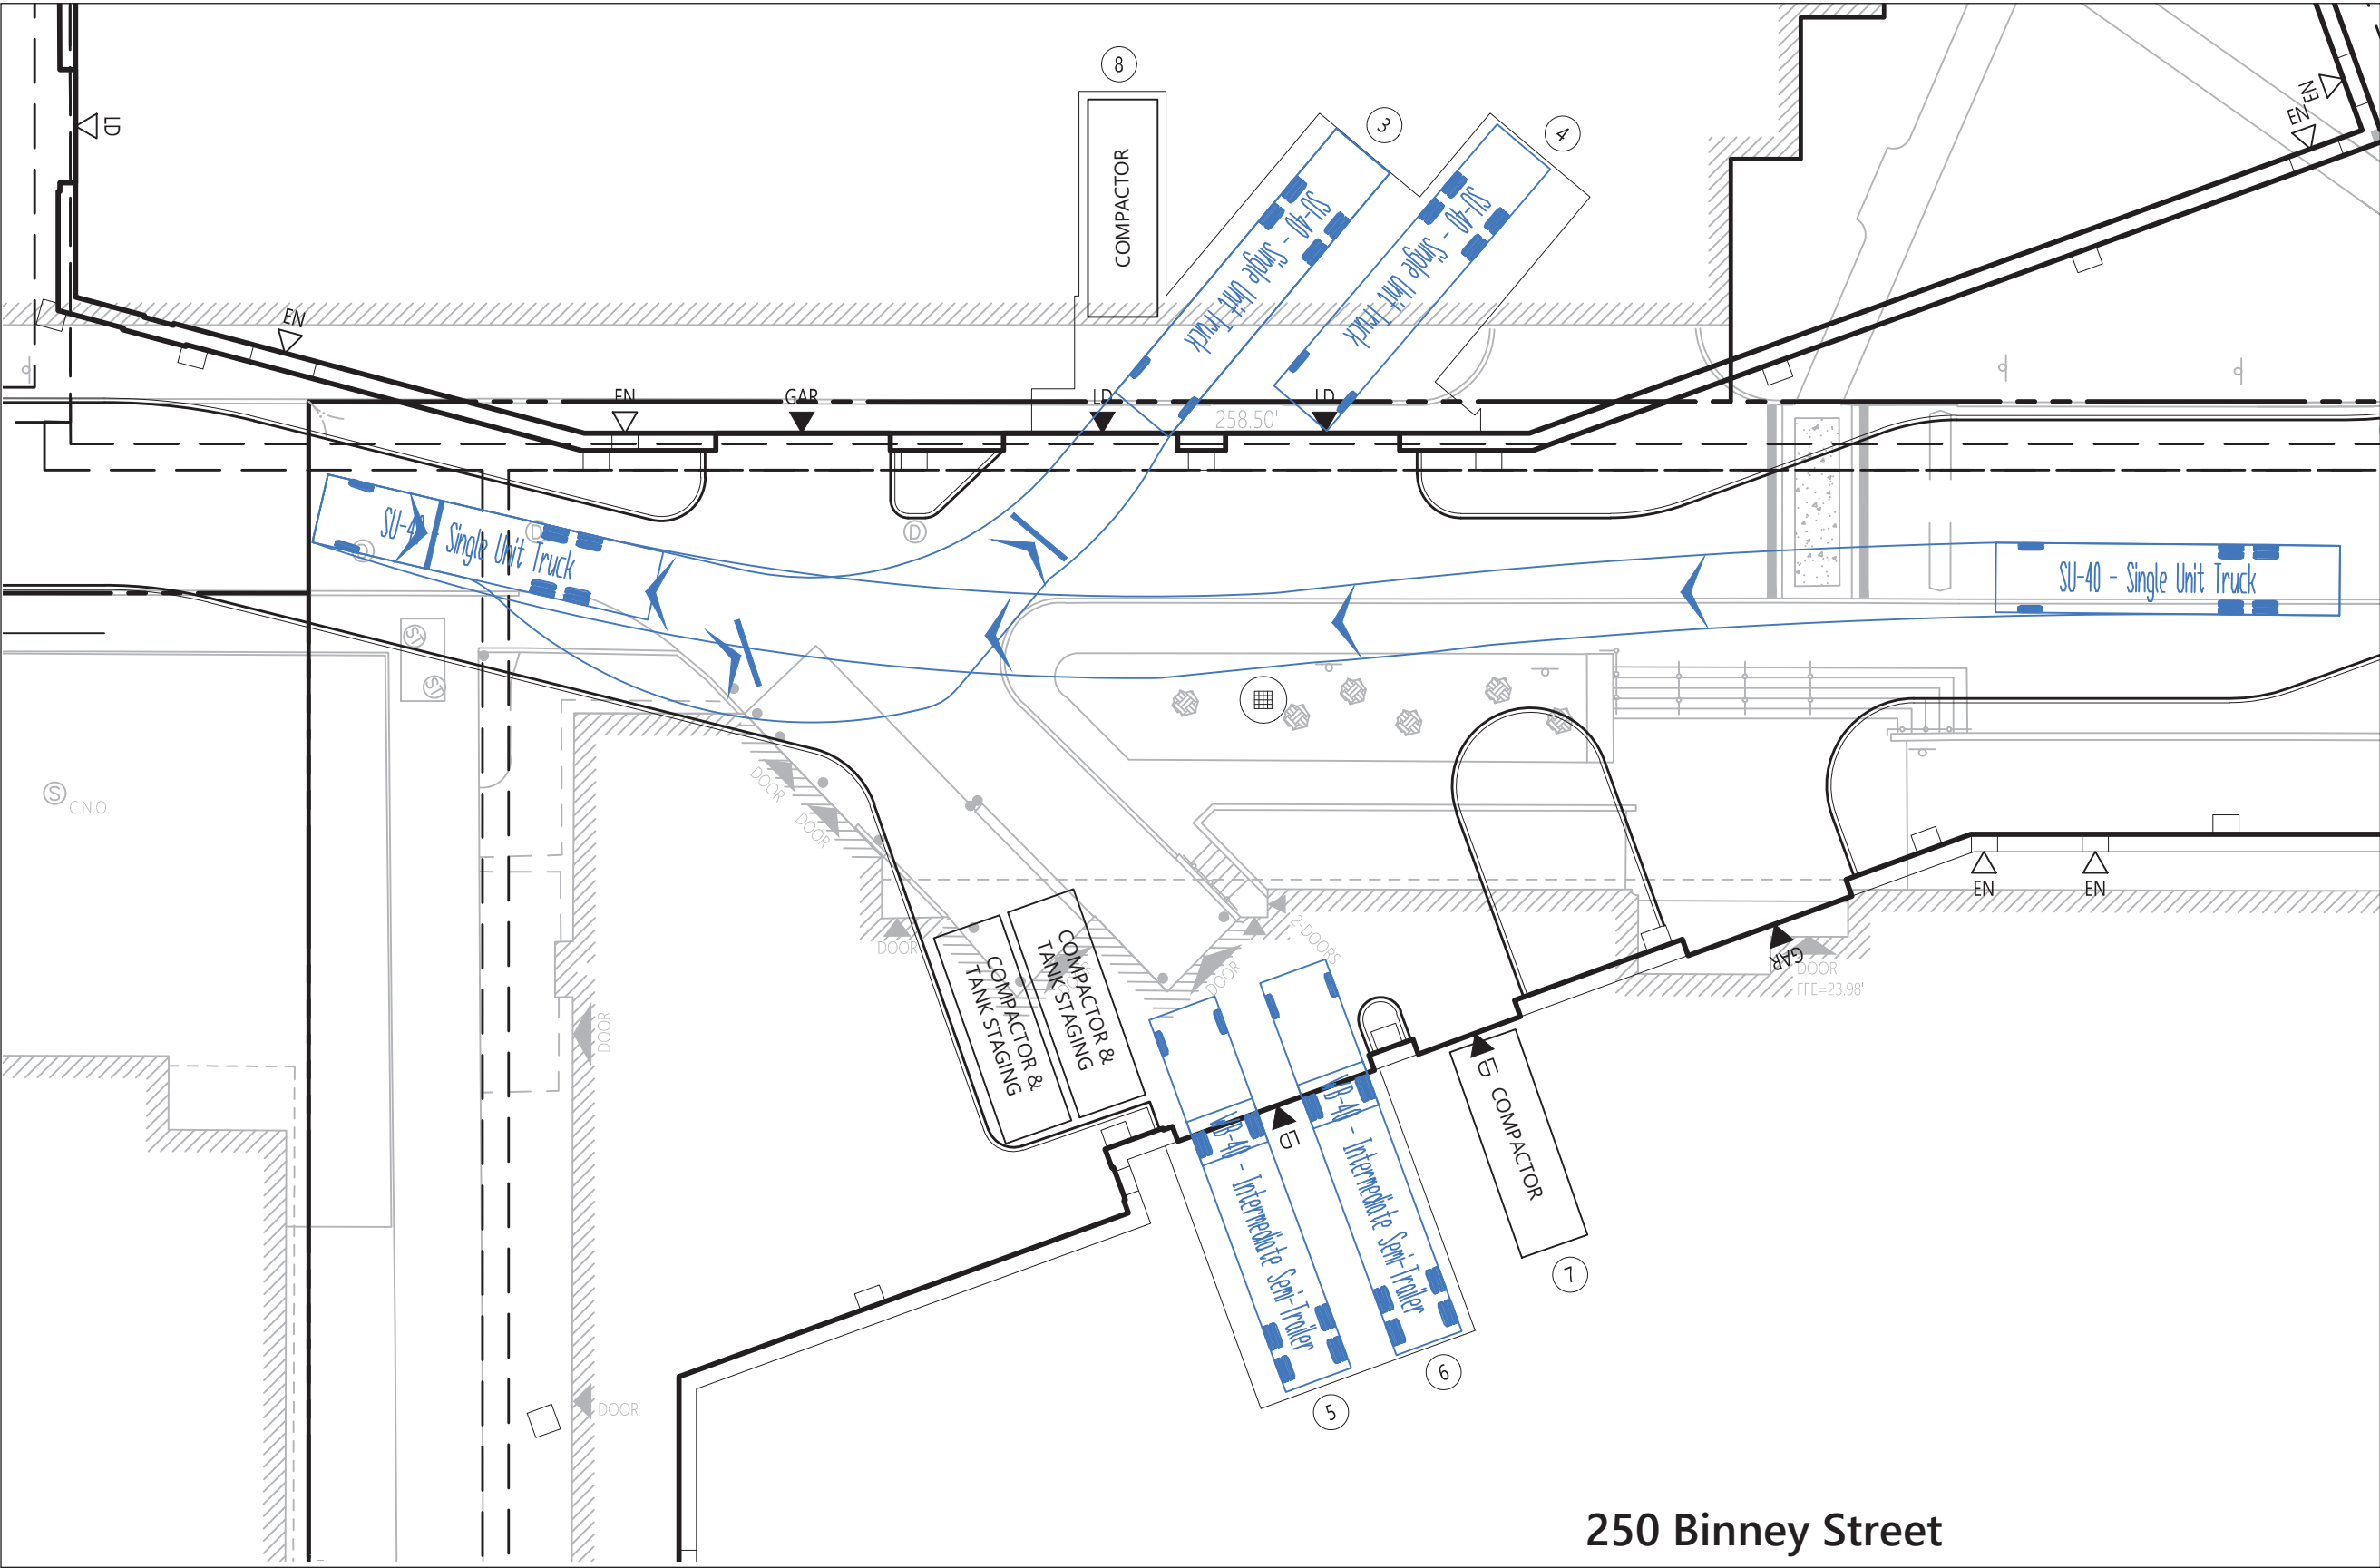 8
3
4
LD
COMPACTOR
SU-40 - Single Unit Truck
SU-40 - Single Unit Truck
EN
EN
EN
EN
GAR
LD
LD
258.50'
SU-40 - Single Unit Truck
D
D
D
SU-40 - Single Unit Truck
ST
ST
S
C.N.O.
DOOR
DOOR
DOOR
2-DOORS
DOOR
EN
EN
GAR
DOOR
FFE=23.98'
COMPACTOR &
TANK STAGING
COMPACTOR &
TANK STAGING
DOOR
LD
LD
COMPACTOR
WB-40 - Intermediate Semi-Trailer
WB-40 - Intermediate Semi-Trailer
7
6
5
DOOR
250 Binney Street